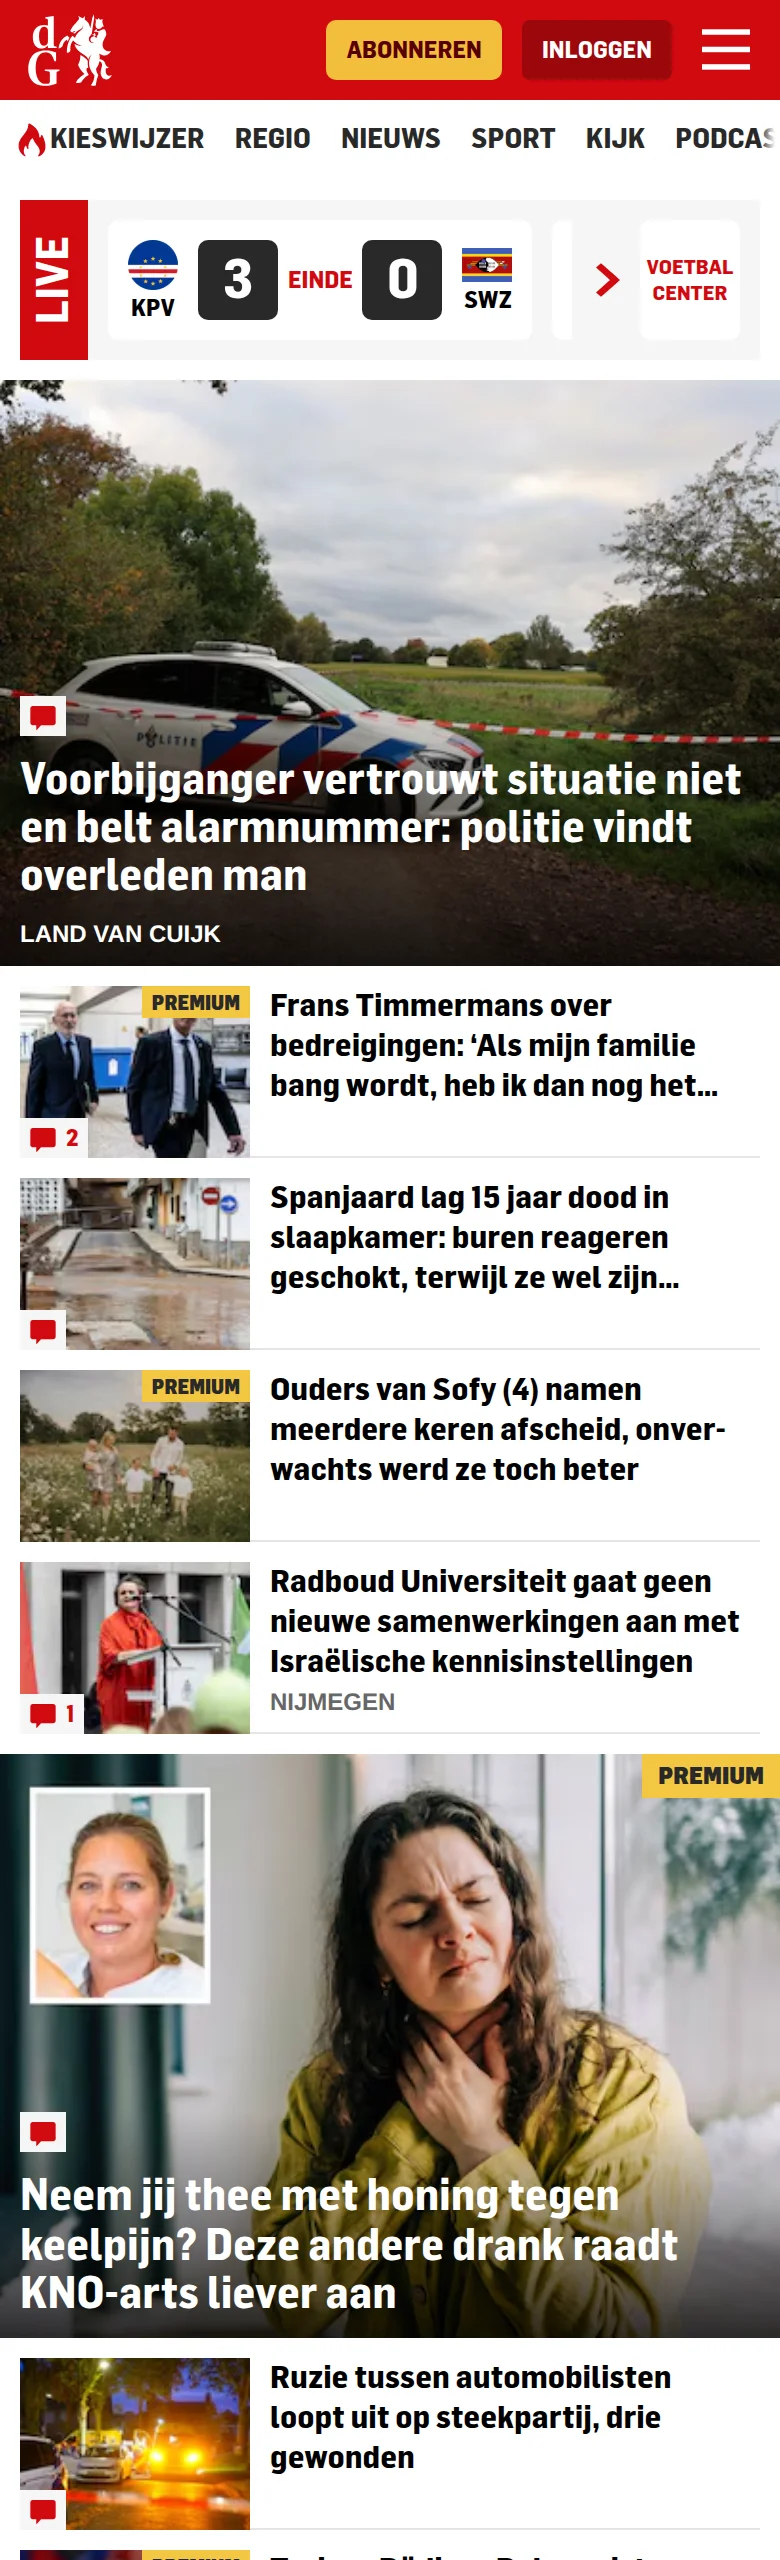 dG
ABONNEREN
INLOGGEN
KIESWIJZER REGIO NIEUWS SPORT KIJK PODCAS
LIVE
KPV
3
EINDE
0
SWZ
VOETBAL
CENTER
POLITIE
Voorbijganger vertrouwt situatie niet
en belt alarmnummer: politie vindt
overleden man
LAND VAN CUIJK
PREMIUM
2
Frans Timmermans over
bedreigingen: ‘Als mijn familie
bang wordt, heb ik dan nog het...
Spanjaard lag 15 jaar dood in
slaapkamer: buren reageren
geschokt, terwijl ze wel zijn...
PREMIUM
Ouders van Sofy (4) namen
meerdere keren afscheid, onver-
wachts werd ze toch beter
1
Radboud Universiteit gaat geen
nieuwe samenwerkingen aan met
Israëlische kennisinstellingen
NIJMEGEN
PREMIUM
Neem jij thee met honing tegen
keelpijn? Deze andere drank raadt
KNO-arts liever aan
Ruzie tussen automobilisten
loopt uit op steekpartij, drie
gewonden
PREMIUM